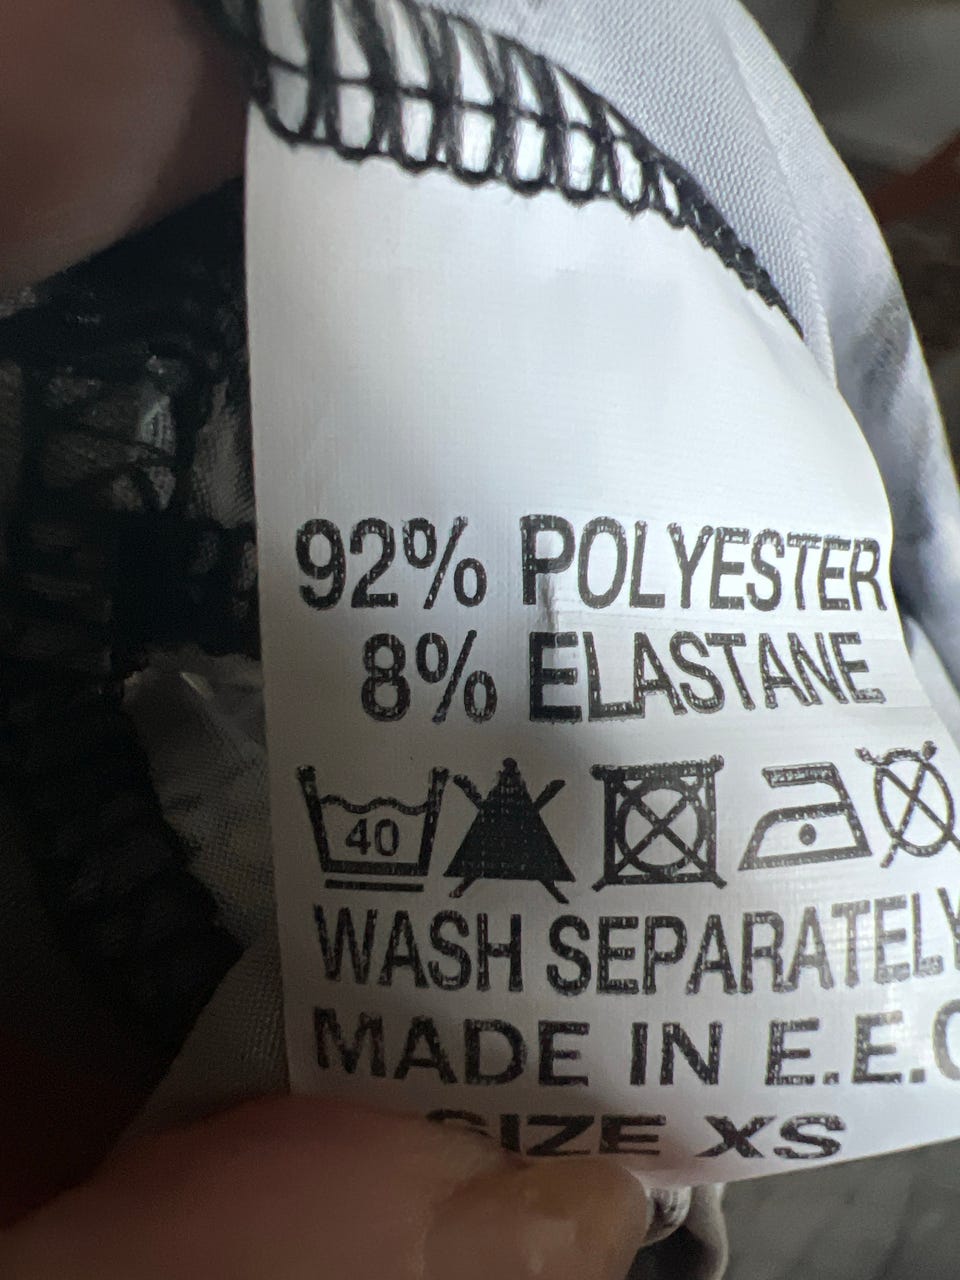 92% POLYESTER
8% ELASTANE
40
WASH SEPARATELY
MADE IN E.E.C
SIZE XS